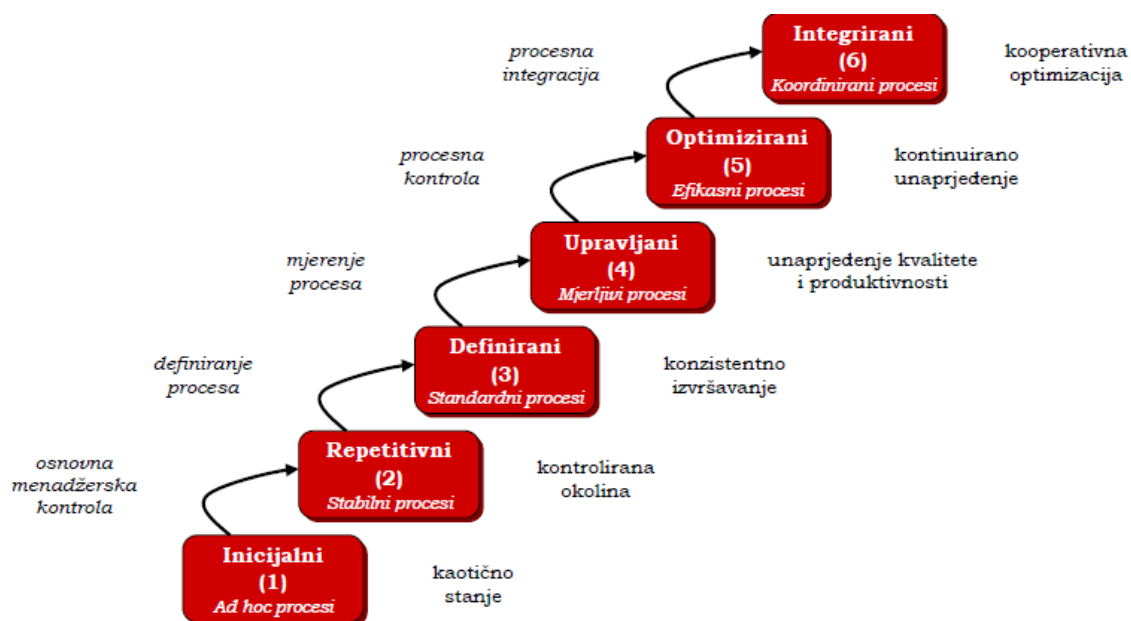 procesna
integracija
Integrirani
(6)
Koordinirani procesi
kooperativna
optimizacija
procesna
kontrola
Optimizirani
(5)
Efikasni procesi
kontinuirano
unaprjeđenje
mjerenje
procesa
Upravljani
(4)
Mjerljivi procesi
unaprjeđenje kvalitete
i produktivnosti
definiranje
procesa
Definirani
(3)
Standardni procesi
konzistentno
izvršavanje
osnovna
menadžerska
kontrola
Repetitivni
(2)
Stabilni procesi
kontrolirana
okolina
Inicijalni
(1)
Ad hoc procesi
kaotično
stanje